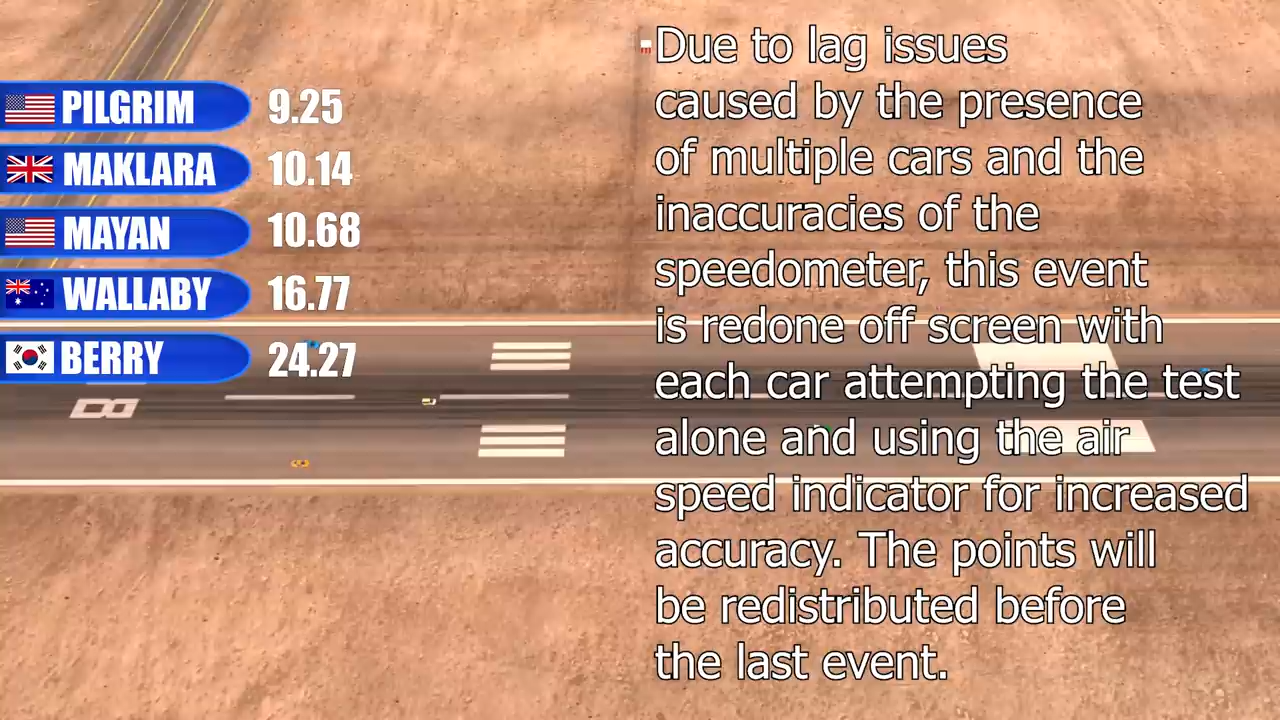 PILGRIM 9.25
MAKLARA 10.14
MAYAN 10.68
WALLABY 16.77
BERRY 24.27
Due to lag issues
caused by the presence
of multiple cars and the
inaccuracies of the
speedometer, this event
is redone off screen with
each car attempting the test
alone and using the air
speed indicator for increased
accuracy. The points will
be redistributed before
the last event.